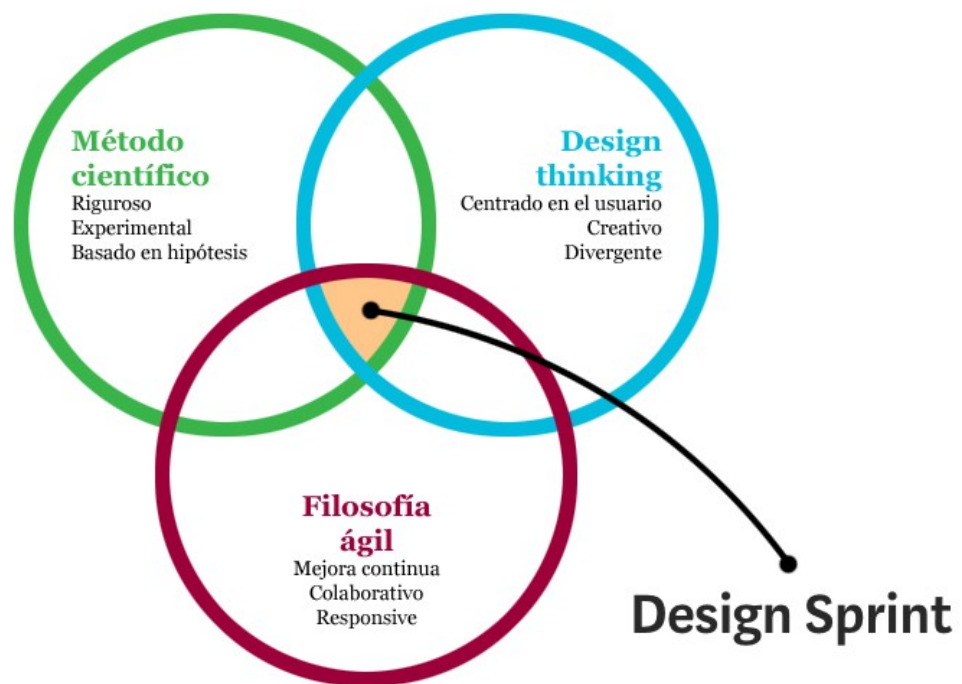 Método
científico
Riguroso
Experimental
Basado en hipótesis
Design
thinking
Centrado en el usuario
Creativo
Divergente
Filosofía
ágil
Mejora continua
Colaborativo
Responsive
Design Sprint